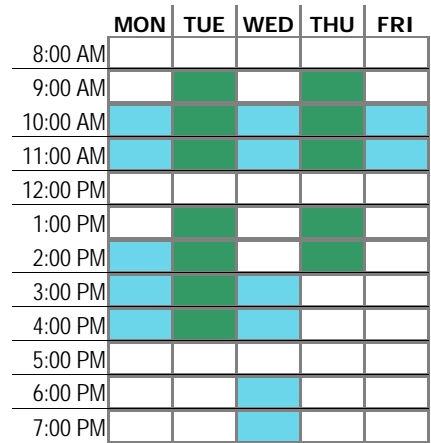 MON TUE WED THU FRI
8:00 AM
9:00 AM
10:00 AM
11:00 AM
12:00 PM
1:00 PM
2:00 PM
3:00 PM
4:00 PM
5:00 PM
6:00 PM
7:00 PM